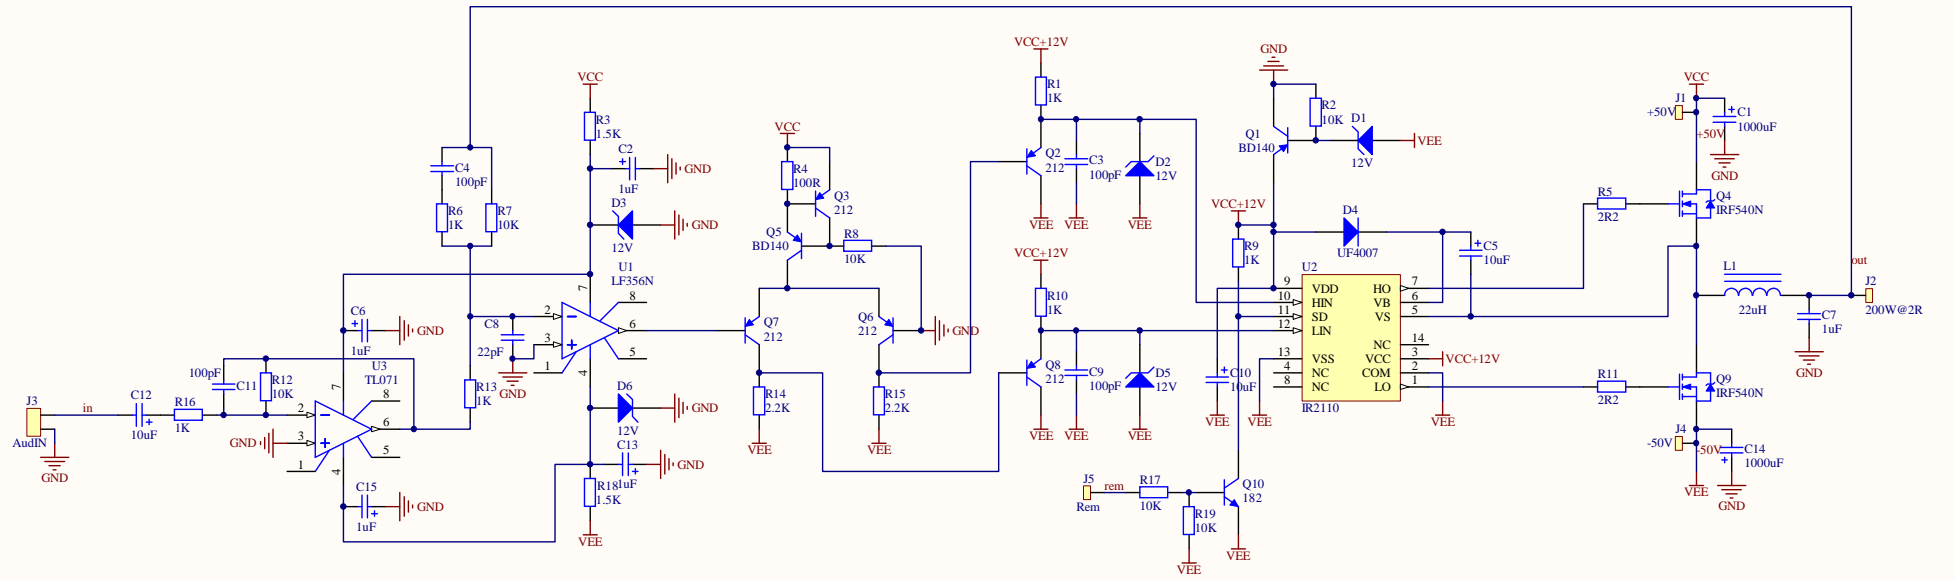 VCC+12V
R1
1K
Q2
212
C3
100pF
D2
12V
VEE
VEE
VEE
GND
Q1
BD140
R2
10K
D1
12V
VEE
VCC
J1
+50V
+50V
C1
1000uF
GND
VCC
R3
1.5K
C2
1uF
GND
D3
12V
GND
U1
LF356N
C4
100pF
R6
1K
R7
10K
VCC
R4
100R
Q3
212
Q5
BD140
R8
10K
Q7
212
Q6
212
GND
R14
2.2K
R15
2.2K
VEE
VEE
VCC+12V
R10
1K
Q8
212
C9
100pF
D5
12V
VEE
VEE
VEE
VCC+12V
R9
1K
D4
UF4007
C5
10uF
U2
IR2110
9
10
11
12
13
4
8
VDD
HIN
SD
LIN
VSS
NC
NC
HO
VB
VS
NC
VCC
COM
LO
7
6
5
14
3
2
1
VCC+12V
VEE
C10
10uF
VEE
VEE
R5
2R2
Q4
IRF540N
L1
22uH
out
J2
200W@2R
C7
1uF
GND
R11
2R2
Q9
IRF540N
J4
-50V
-50V
C14
1000uF
VEE
GND
C6
1uF
GND
C8
22pF
GND
7
2
3
1
4
8
6
5
100pF
C11
R12
10K
U3
TL071
7
2
3
1
4
8
6
5
GND
R13
1K
D6
12V
GND
C13
1uF
GND
R18
1.5K
VEE
J3
AudIN
GND
in
C12
10uF
R16
1K
C15
1uF
GND
J5
Rem
rem
R17
10K
R19
10K
VEE
Q10
182
VEE